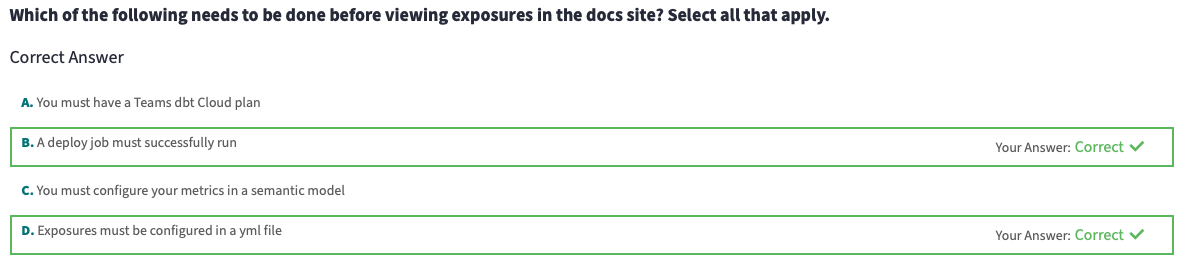 Which of the following needs to be done before viewing exposures in the docs site? Select all that apply.
Correct Answer
A. You must have a Teams dbt Cloud plan
B. A deploy job must successfully run Your Answer: Correct ✓
C. You must configure your metrics in a semantic model
D. Exposures must be configured in a yml file Your Answer: Correct ✓